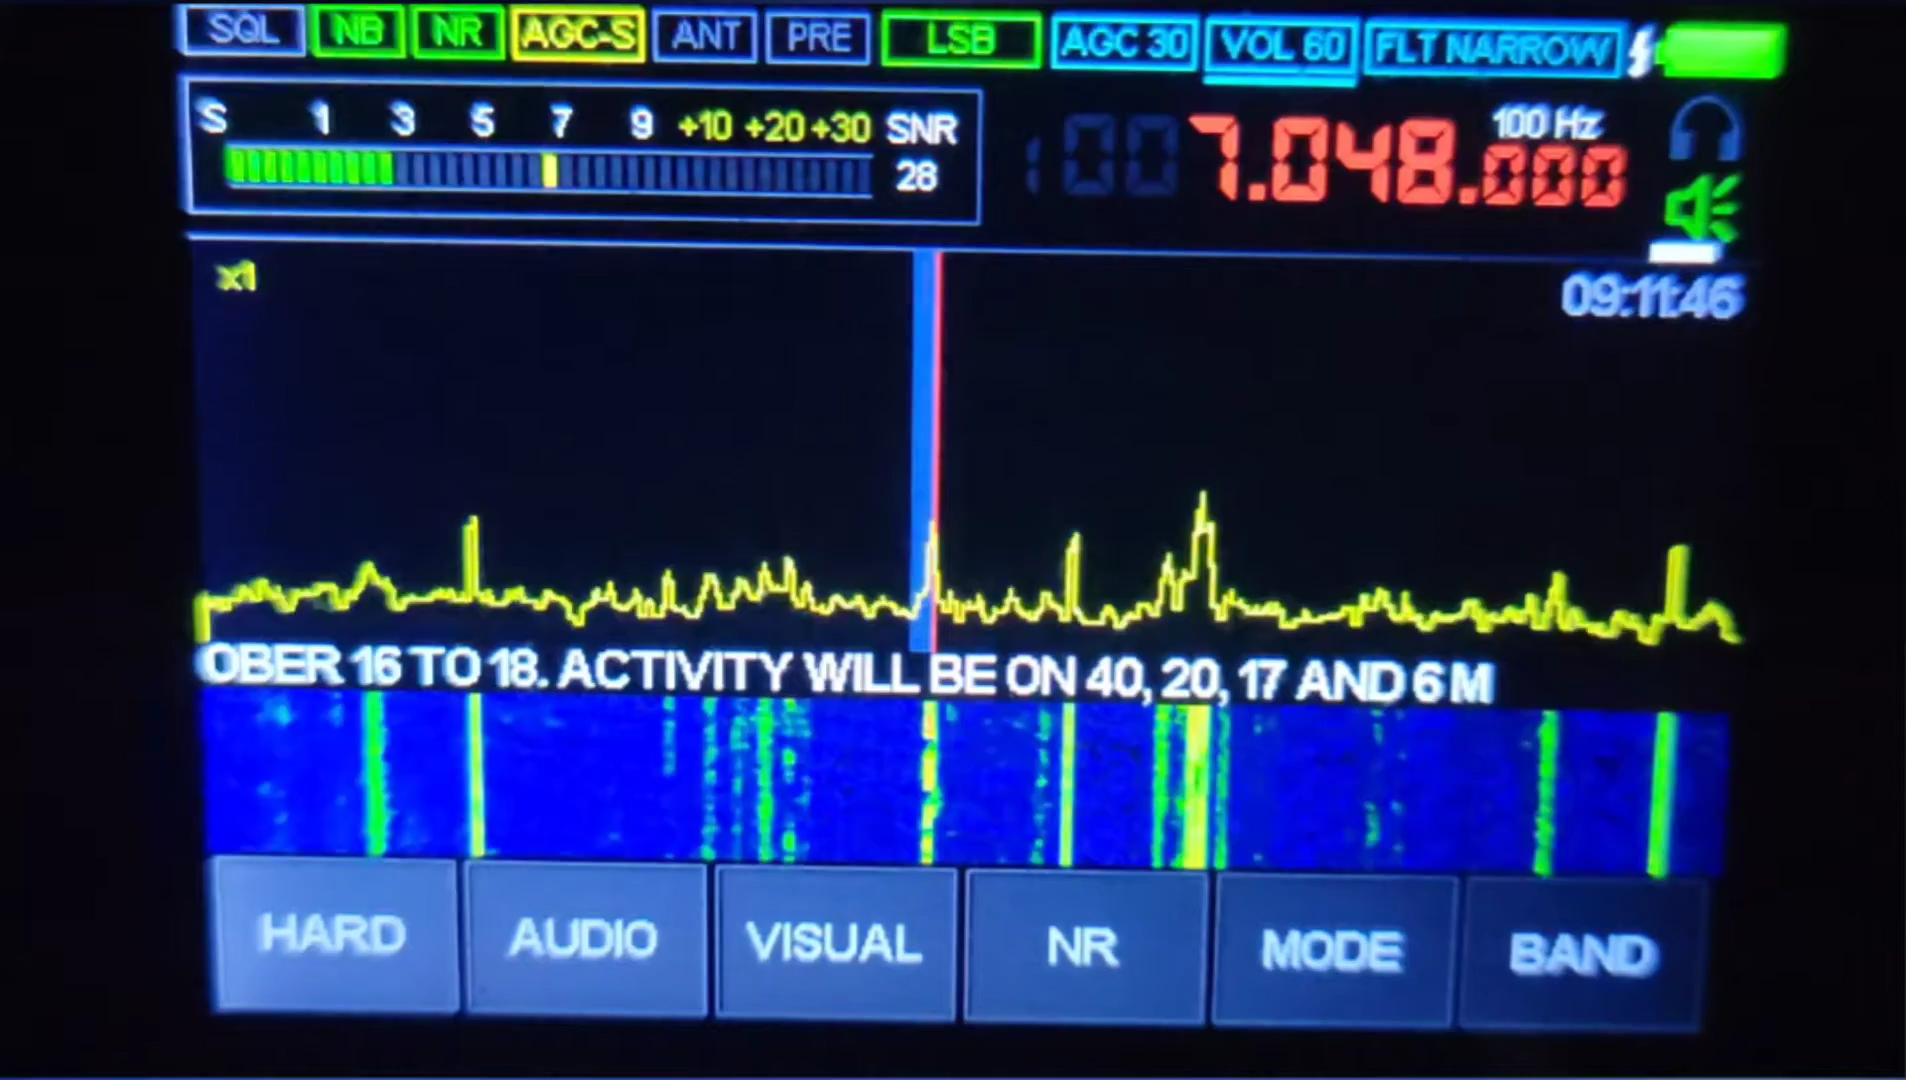 SQL NB NR AGC-S ANT PRE LSB AGC 30 VOL 60 FLT NARROW
S 1 3 5 7 9 +10 +20 +30 SNR
28
100 Hz
100 7.048.000
x1
09:11:46
OBER 16 TO 18. ACTIVITY WILL BE ON 40, 20, 17 AND 6 M
HARD AUDIO VISUAL NR MODE BAND